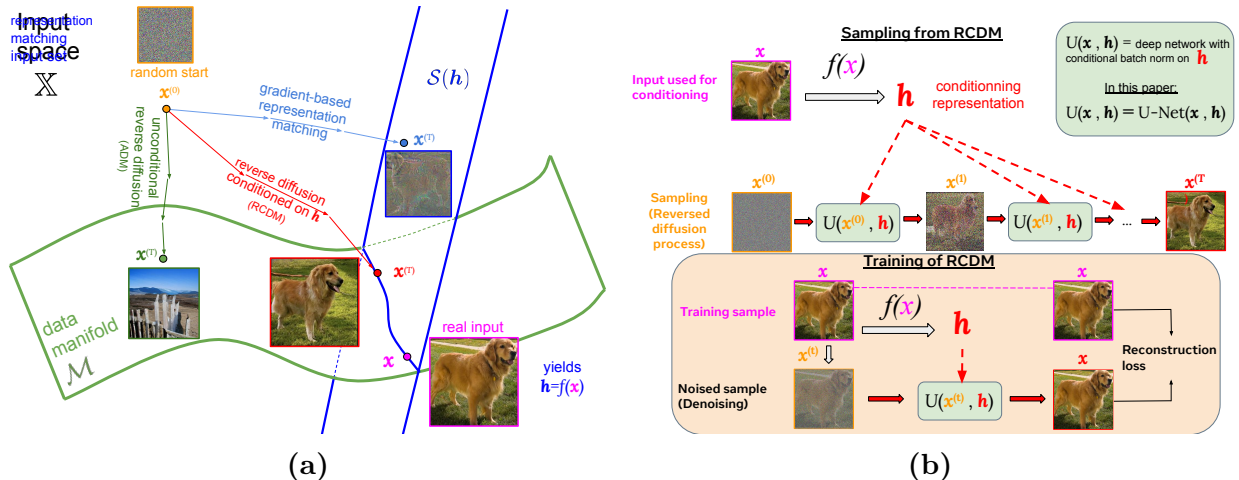 Input
space
𝕏
representation
matching
input set
random start
x^(0)
gradient-based
representation
matching
S(h)
x^(T)
unconditional
reverse diffusion
(ADM)
reverse diffusion
conditioned on h
(RCDM)
x^(T)
x^(T)
data
manifold
M
real input
x
yields
h=f(x)
(a)
Sampling from RCDM
x
Input used for
conditioning
f(x)
h
conditionning
representation
U(x , h) = deep network with
conditional batch norm on h
In this paper:
U(x , h) = U-Net(x , h)
Sampling
(Reversed
diffusion
process)
x^(0)
U(x^(0) , h)
x^(1)
U(x^(1) , h)
...
x^(T
Training of RCDM
x
x
Training sample
f(x)
h
x^(t)
x
Reconstruction
loss
Noised sample
(Denoising)
U(x^(t) , h)
(b)